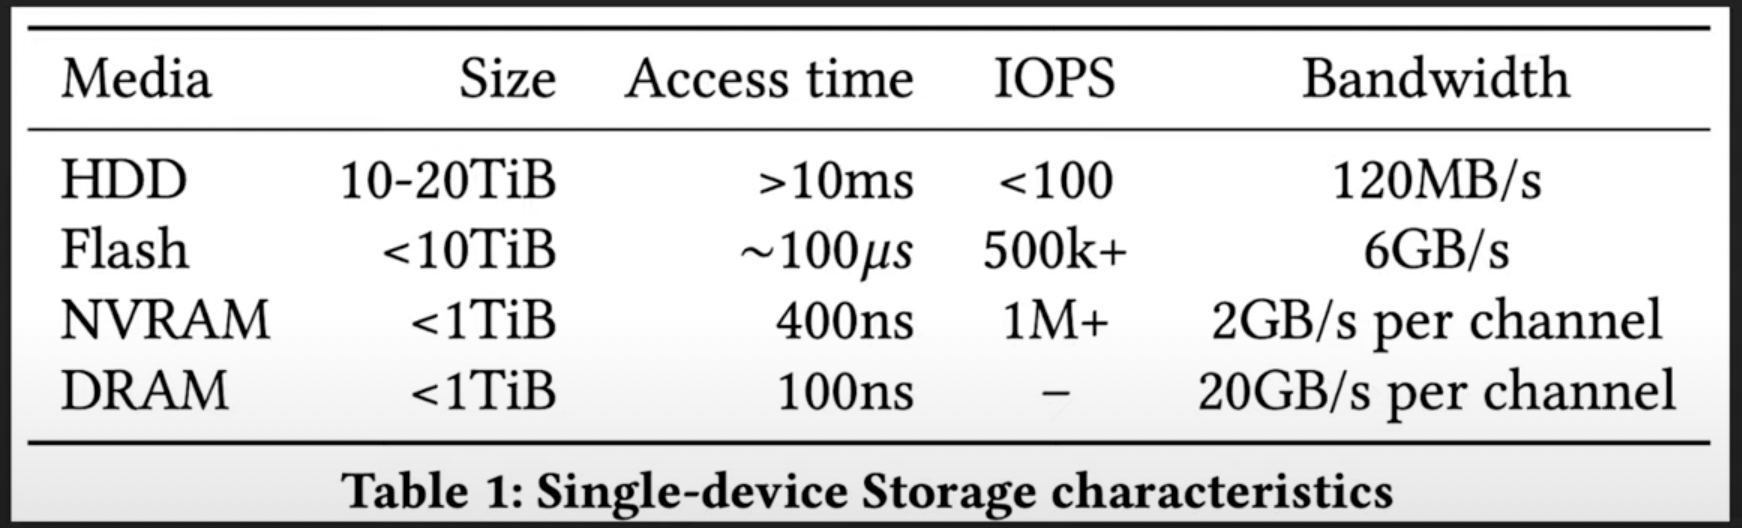 Media Size Access time IOPS Bandwidth
HDD 10-20TiB >10ms <100 120MB/s
Flash <10TiB ~100μs 500k+ 6GB/s
NVRAM <1TiB 400ns 1M+ 2GB/s per channel
DRAM <1TiB 100ns – 20GB/s per channel
Table 1: Single-device Storage characteristics